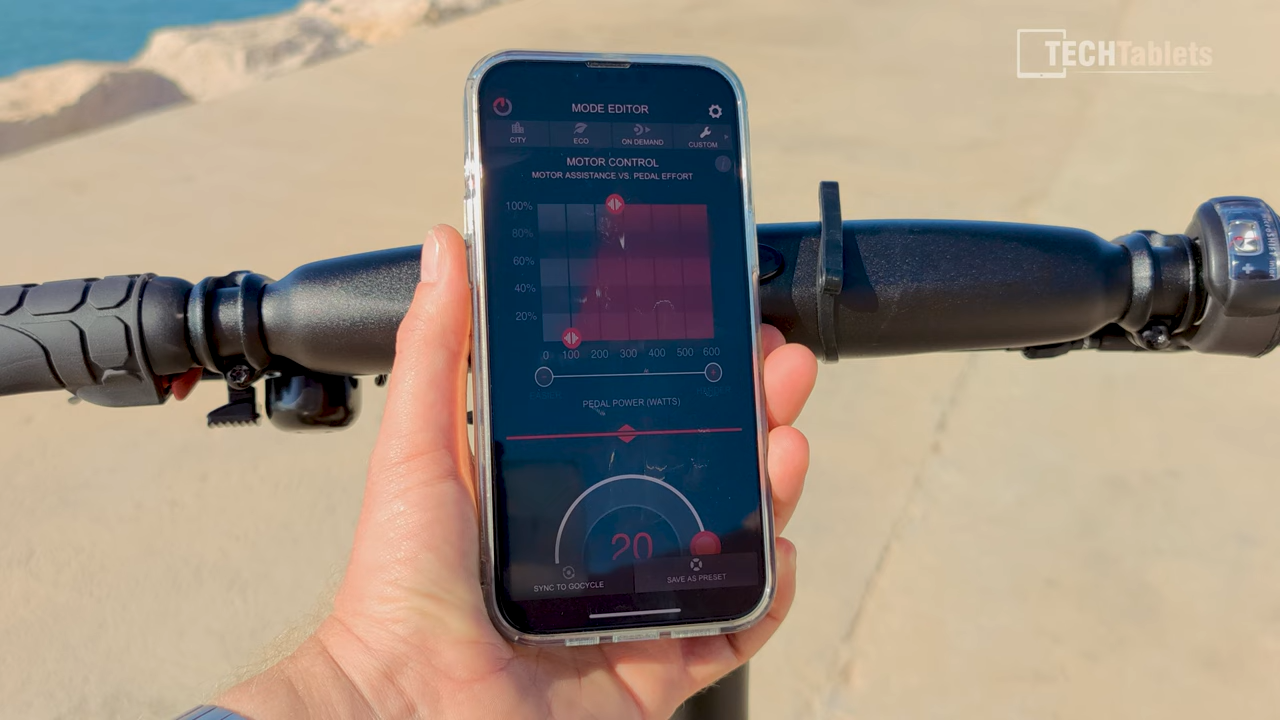 TECHTablets
MODE EDITOR
CITY ECO ON DEMAND CUSTOM
MOTOR CONTROL
MOTOR ASSISTANCE VS. PEDAL EFFORT
100%
80%
60%
40%
20%
0 100 200 300 400 500 600
PEDAL POWER (WATTS)
20
SYNC TO GOCYCLE SAVE AS PRESET